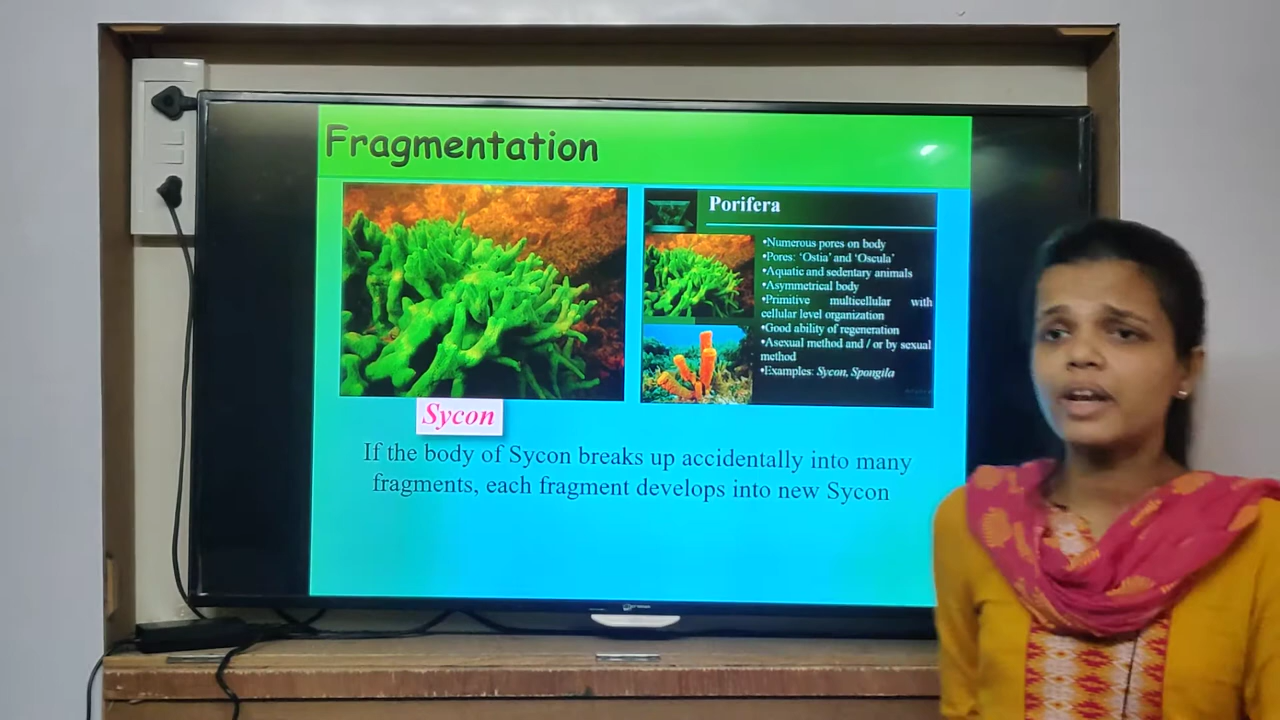 Fragmentation
Porifera
•Numerous pores on body
•Pores: ‘Ostia’ and ‘Oscula’
•Aquatic and sedentary animals
•Asymmetrical body
•Primitive multicellular with
cellular level organization
•Good ability of regeneration
•Asexual method and / or by sexual
method
•Examples: Sycon, Spongila
Sycon
If the body of Sycon breaks up accidentally into many
fragments, each fragment develops into new Sycon